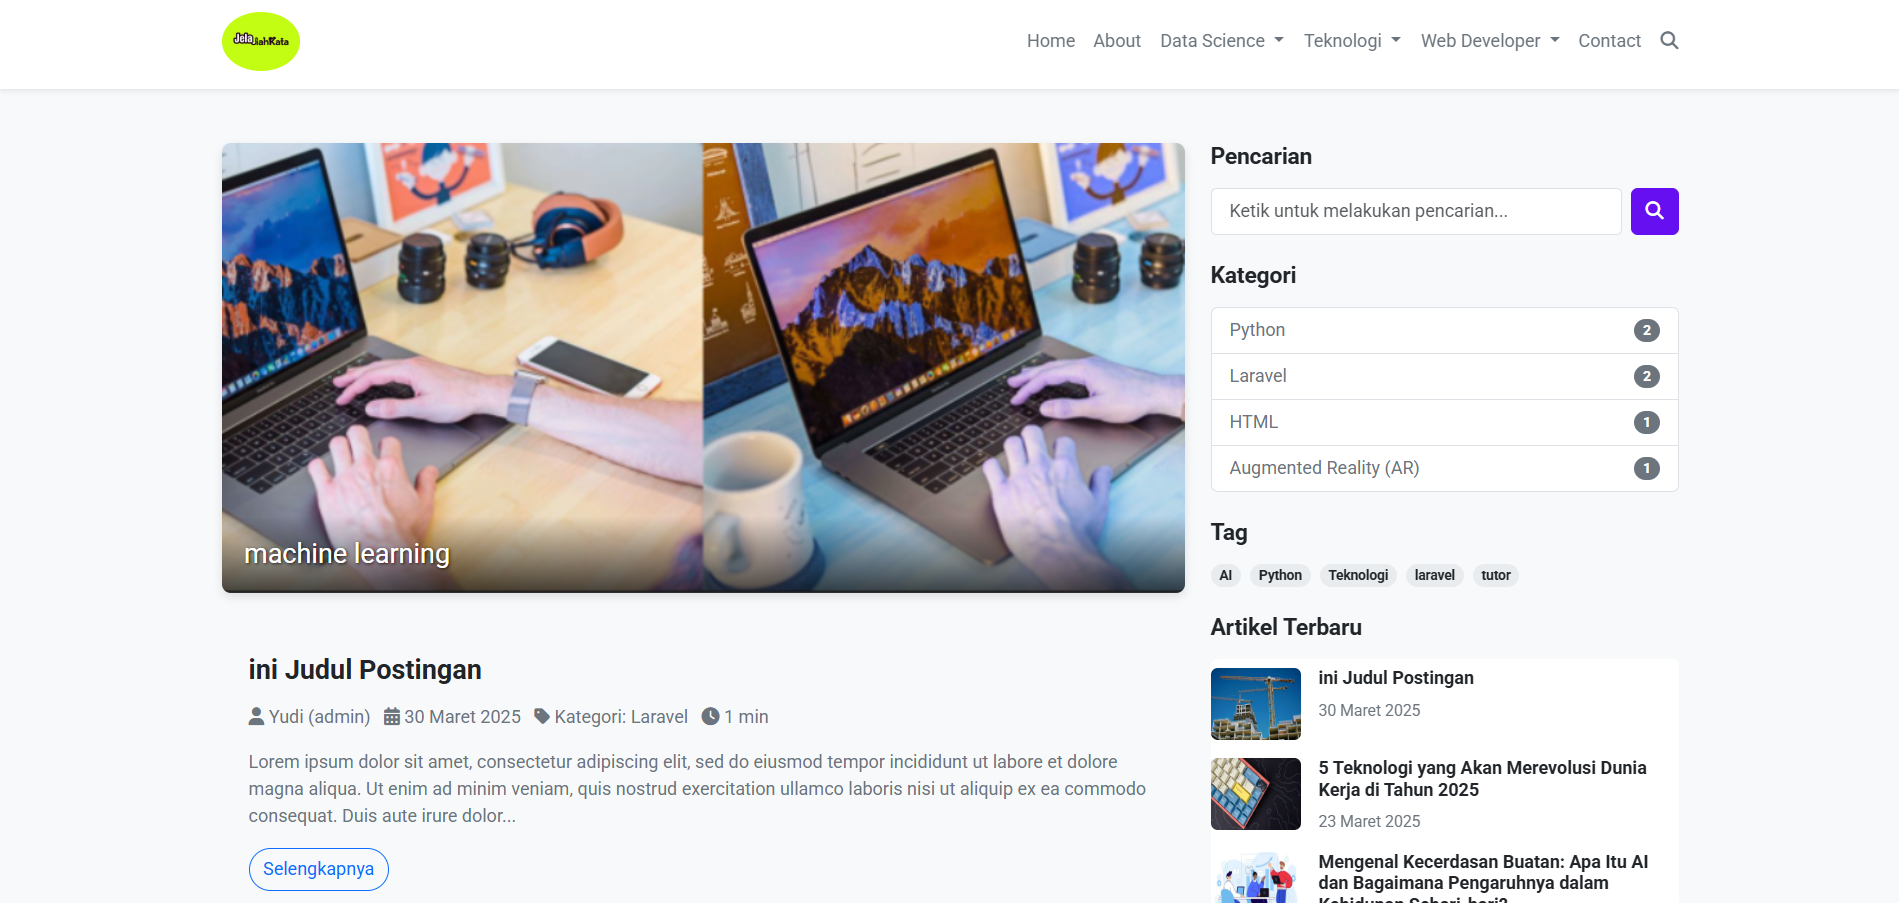 JelaJiahKata
Home About Data Science Teknologi Web Developer Contact
machine learning
ini Judul Postingan
Yudi (admin) 30 Maret 2025 Kategori: Laravel 1 min
Lorem ipsum dolor sit amet, consectetur adipiscing elit, sed do eiusmod tempor incididunt ut labore et dolore
magna aliqua. Ut enim ad minim veniam, quis nostrud exercitation ullamco laboris nisi ut aliquip ex ea commodo
consequat. Duis aute irure dolor...
Selengkapnya
Pencarian
Ketik untuk melakukan pencarian...
Kategori
Python 2
Laravel 2
HTML 1
Augmented Reality (AR) 1
Tag
AI Python Teknologi laravel tutor
Artikel Terbaru
ini Judul Postingan
30 Maret 2025
5 Teknologi yang Akan Merevolusi Dunia
Kerja di Tahun 2025
23 Maret 2025
Mengenal Kecerdasan Buatan: Apa Itu AI
dan Bagaimana Pengaruhnya dalam
Kehidupan Sehari-hari?